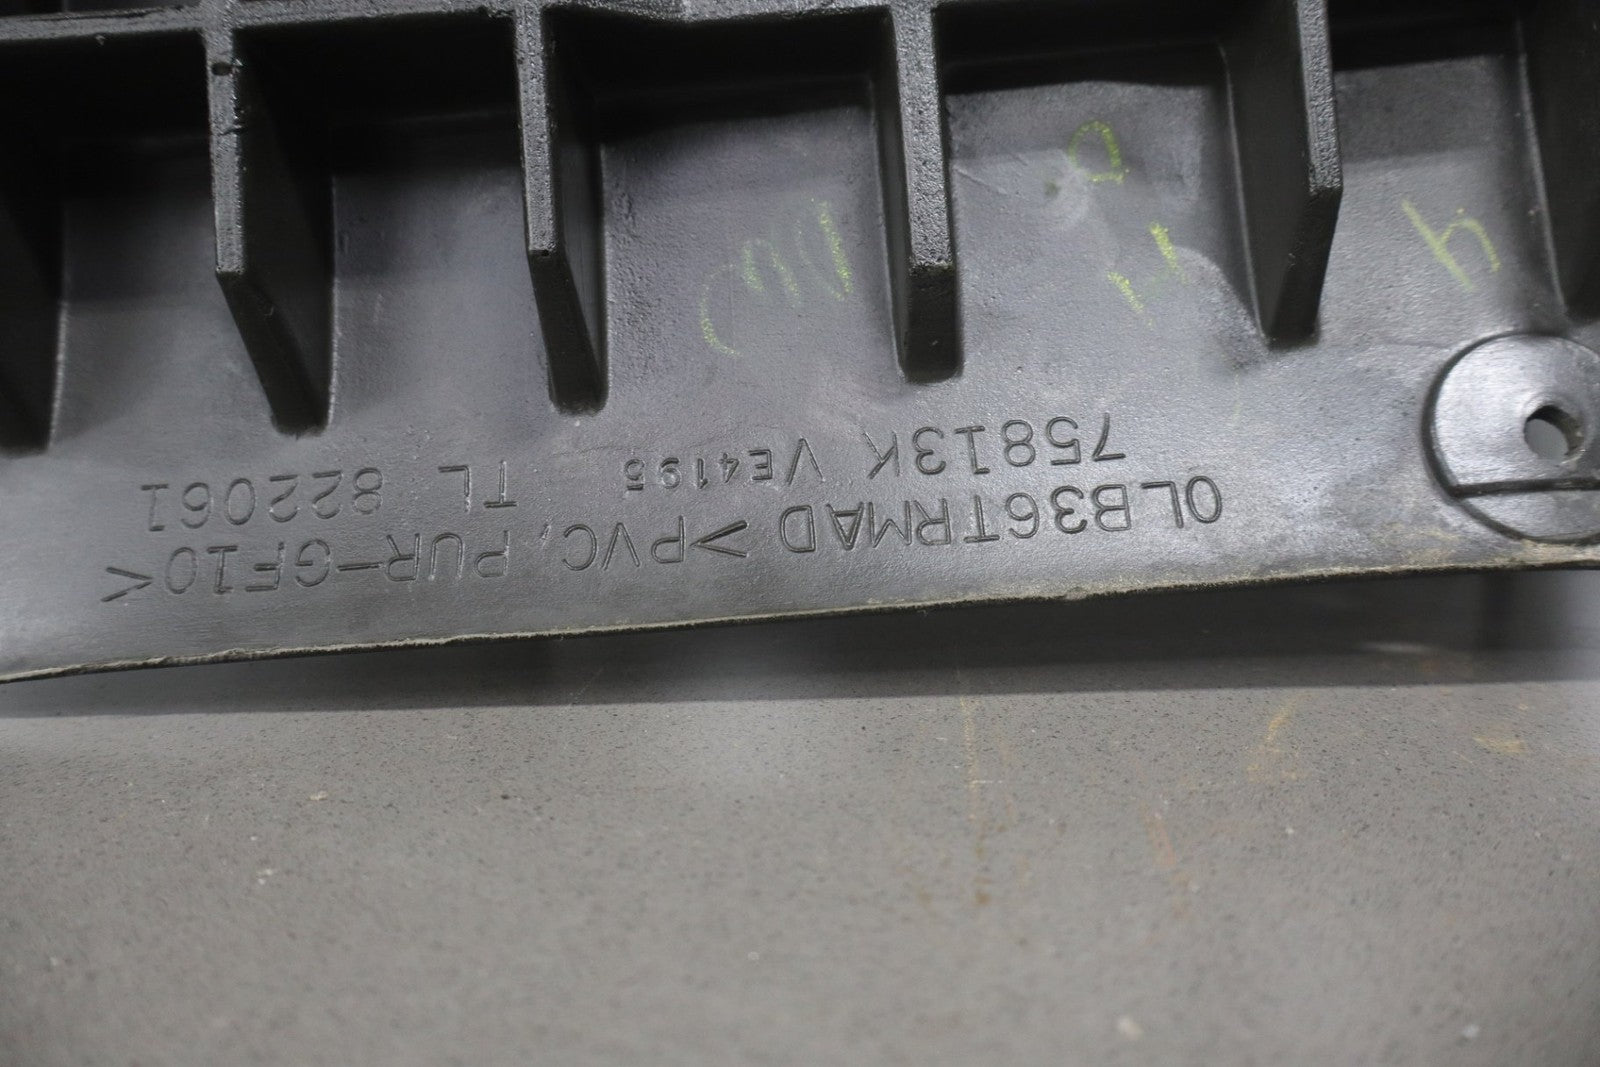 0LB36TRMAD >PVC, PUR-GF10<
75813K VE4195 TL 822061